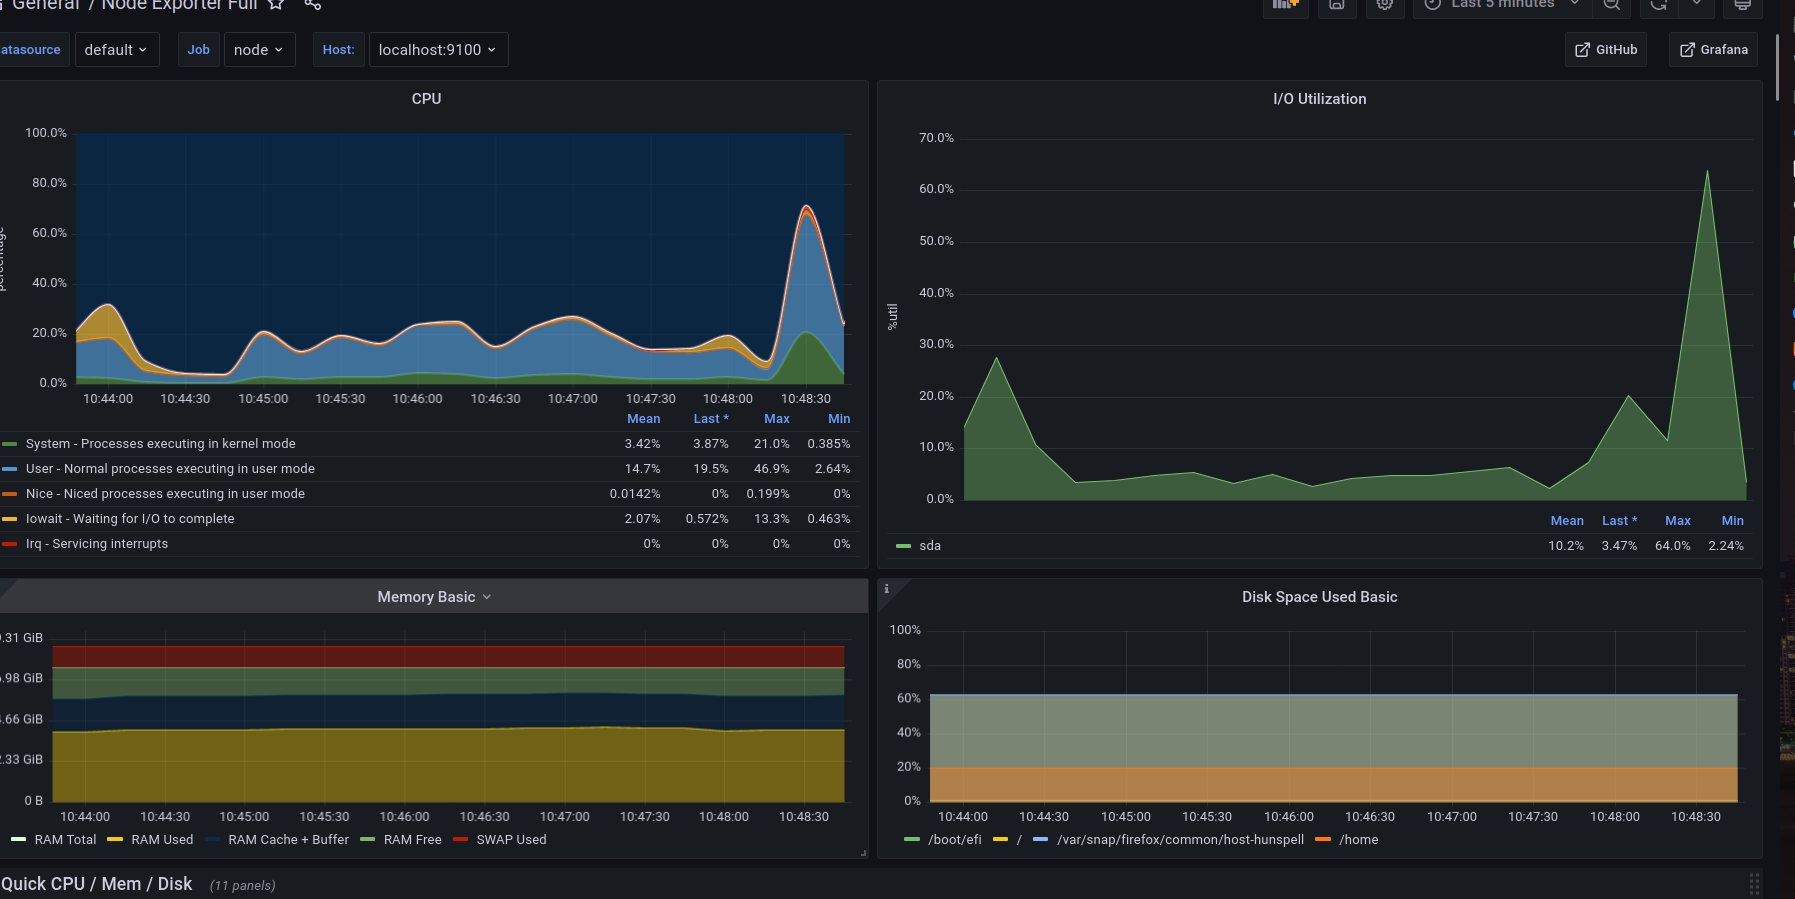 General / Node Exporter Full
Last 5 minutes
atasource default Job node Host: localhost:9100 GitHub Grafana
CPU
percentage
100.0%
80.0%
60.0%
40.0%
20.0%
0.0%
10:44:00 10:44:30 10:45:00 10:45:30 10:46:00 10:46:30 10:47:00 10:47:30 10:48:00 10:48:30
Mean Last * Max Min
System - Processes executing in kernel mode 3.42% 3.87% 21.0% 0.385%
User - Normal processes executing in user mode 14.7% 19.5% 46.9% 2.64%
Nice - Niced processes executing in user mode 0.0142% 0% 0.199% 0%
Iowait - Waiting for I/O to complete 2.07% 0.572% 13.3% 0.463%
Irq - Servicing interrupts 0% 0% 0% 0%
I/O Utilization
%util
70.0%
60.0%
50.0%
40.0%
30.0%
20.0%
10.0%
0.0%
Mean Last * Max Min
sda 10.2% 3.47% 64.0% 2.24%
Memory Basic
.31 GiB
.98 GiB
.66 GiB
.33 GiB
0 B
10:44:00 10:44:30 10:45:00 10:45:30 10:46:00 10:46:30 10:47:00 10:47:30 10:48:00 10:48:30
RAM Total RAM Used RAM Cache + Buffer RAM Free SWAP Used
i
Disk Space Used Basic
100%
80%
60%
40%
20%
0%
10:44:00 10:44:30 10:45:00 10:45:30 10:46:00 10:46:30 10:47:00 10:47:30 10:48:00 10:48:30
/boot/efi / /var/snap/firefox/common/host-hunspell /home
Quick CPU / Mem / Disk (11 panels)